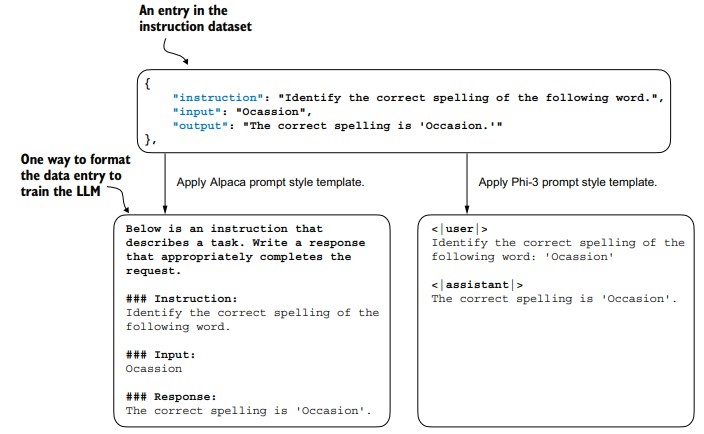 An entry in the
instruction dataset
{
"instruction": "Identify the correct spelling of the following word.",
"input": "Ocassion",
"output": "The correct spelling is 'Occasion.'"
},
One way to format
the data entry to
train the LLM
Apply Alpaca prompt style template.
Apply Phi-3 prompt style template.
Below is an instruction that
describes a task. Write a response
that appropriately completes the
request.
### Instruction:
Identify the correct spelling of the
following word.
### Input:
Ocassion
### Response:
The correct spelling is 'Occasion'.
<|user|>
Identify the correct spelling of the
following word: 'Ocassion'
<|assistant|>
The correct spelling is 'Occasion'.